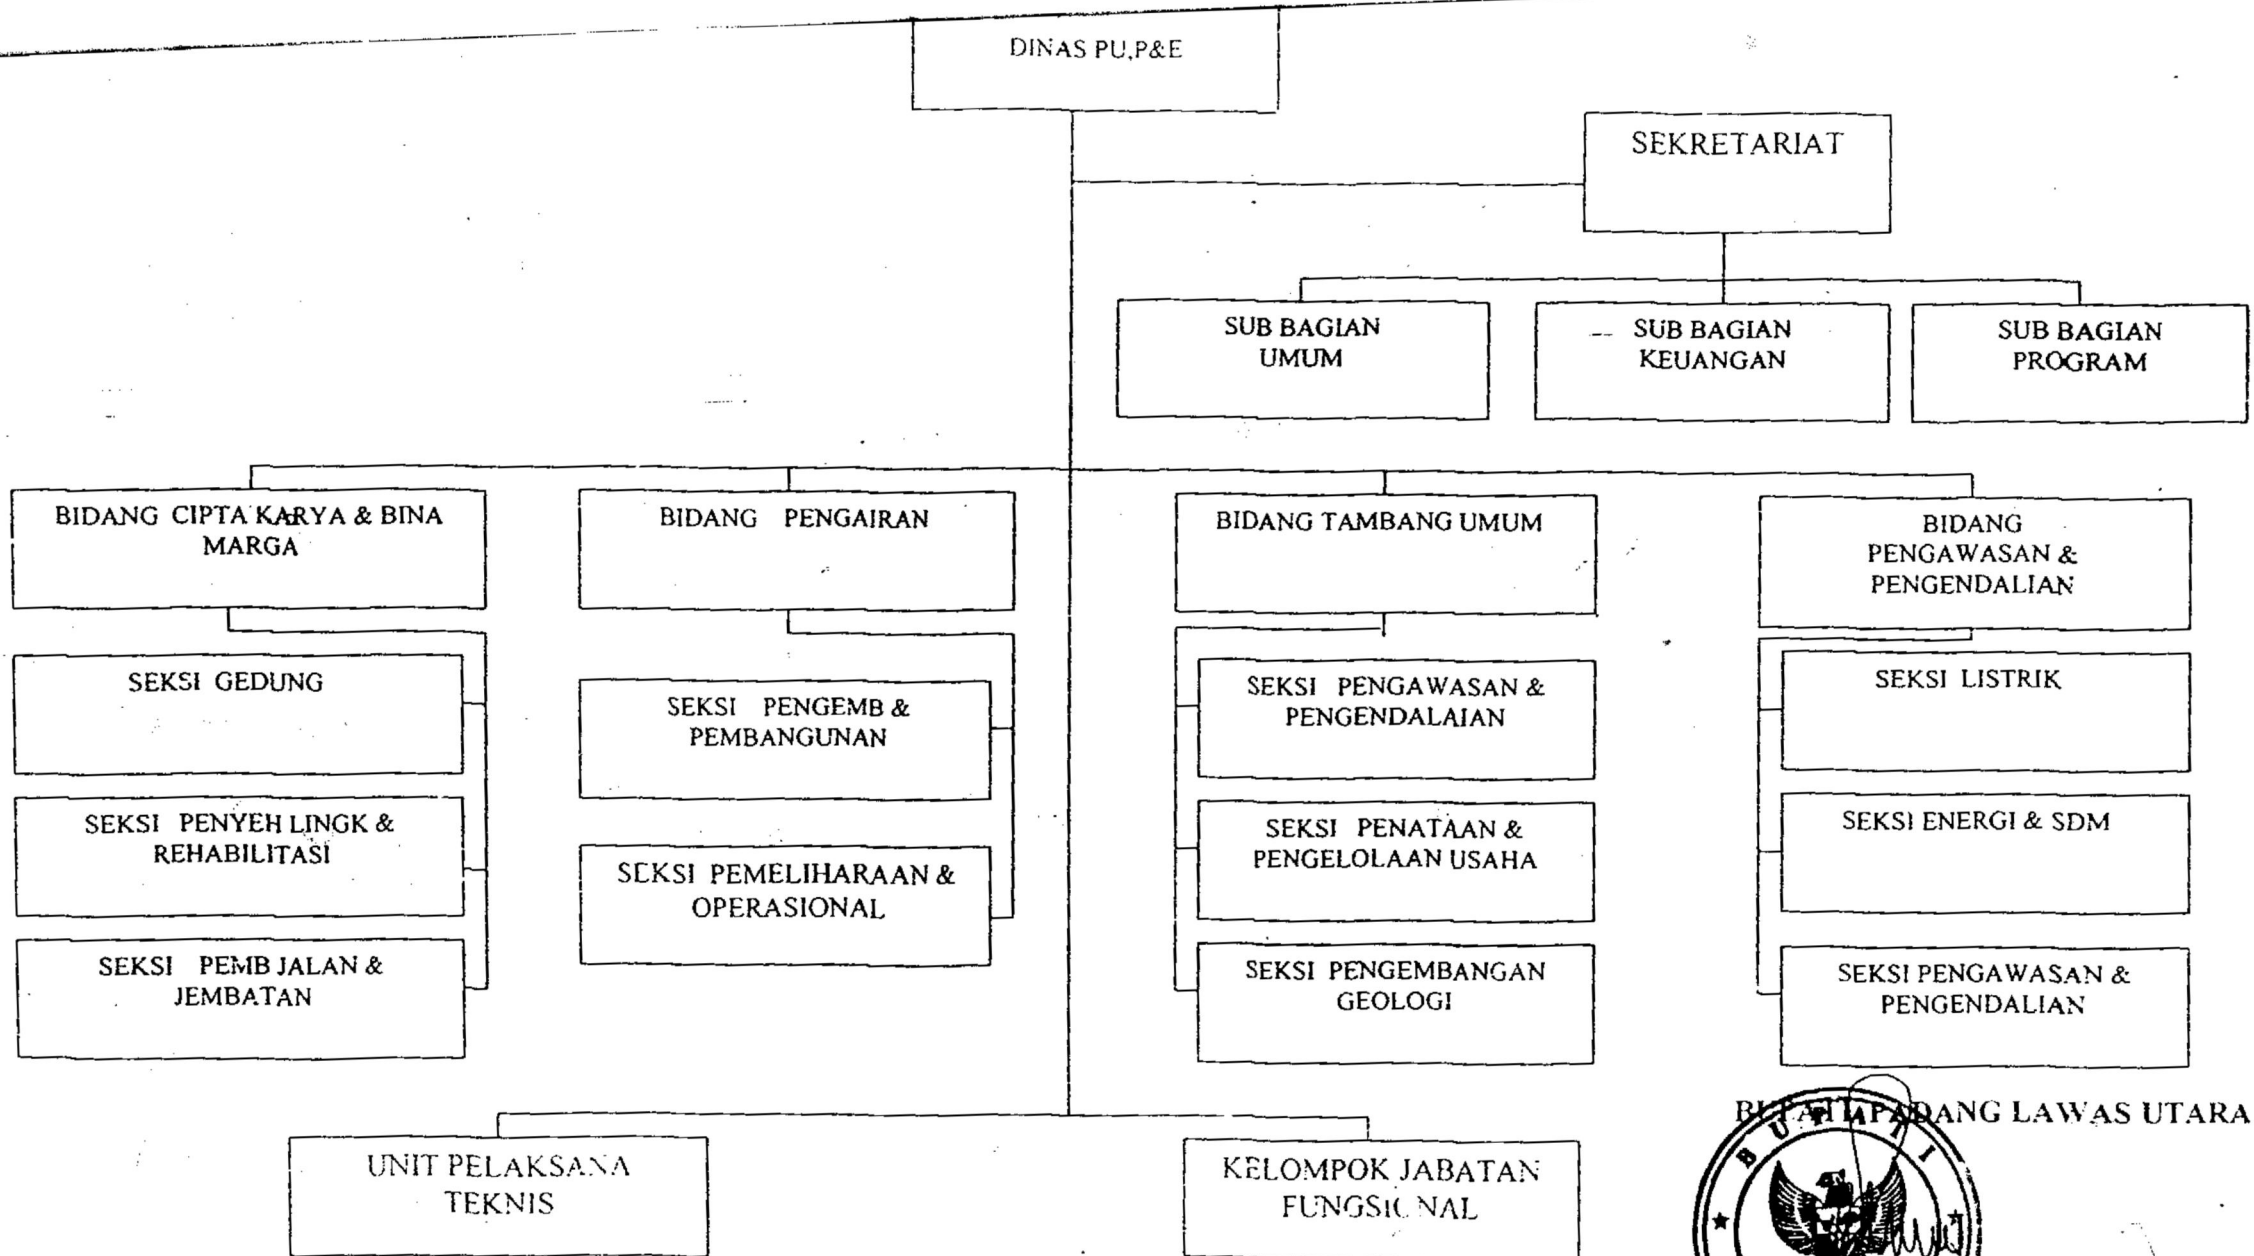 DINAS PU,P&E
SEKRETARIAT
SUB BAGIAN
UMUM
SUB BAGIAN
KEUANGAN
SUB BAGIAN
PROGRAM
BIDANG CIPTA KARYA & BINA
MARGA
BIDANG PENGAIRAN
BIDANG TAMBANG UMUM
BIDANG
PENGAWASAN &
PENGENDALIAN
SEKSI GEDUNG
SEKSI PENYEH LINGK &
REHABILITASI
SEKSI PEMB JALAN &
JEMBATAN
SEKSI PENGEMB &
PEMBANGUNAN
SEKSI PEMELIHARAAN &
OPERASIONAL
SEKSI PENGAWASAN &
PENGENDALAIAN
SEKSI PENATAAN &
PENGELOLAAN USAHA
SEKSI PENGEMBANGAN
GEOLOGI
SEKSI LISTRIK
SEKSI ENERGI & SDM
SEKSI PENGAWASAN &
PENGENDALIAN
UNIT PELAKSANA
TEKNIS
KELOMPOK JABATAN
FUNGSIONAL
BUPATI PADANG LAWAS UTARA
BUPATI